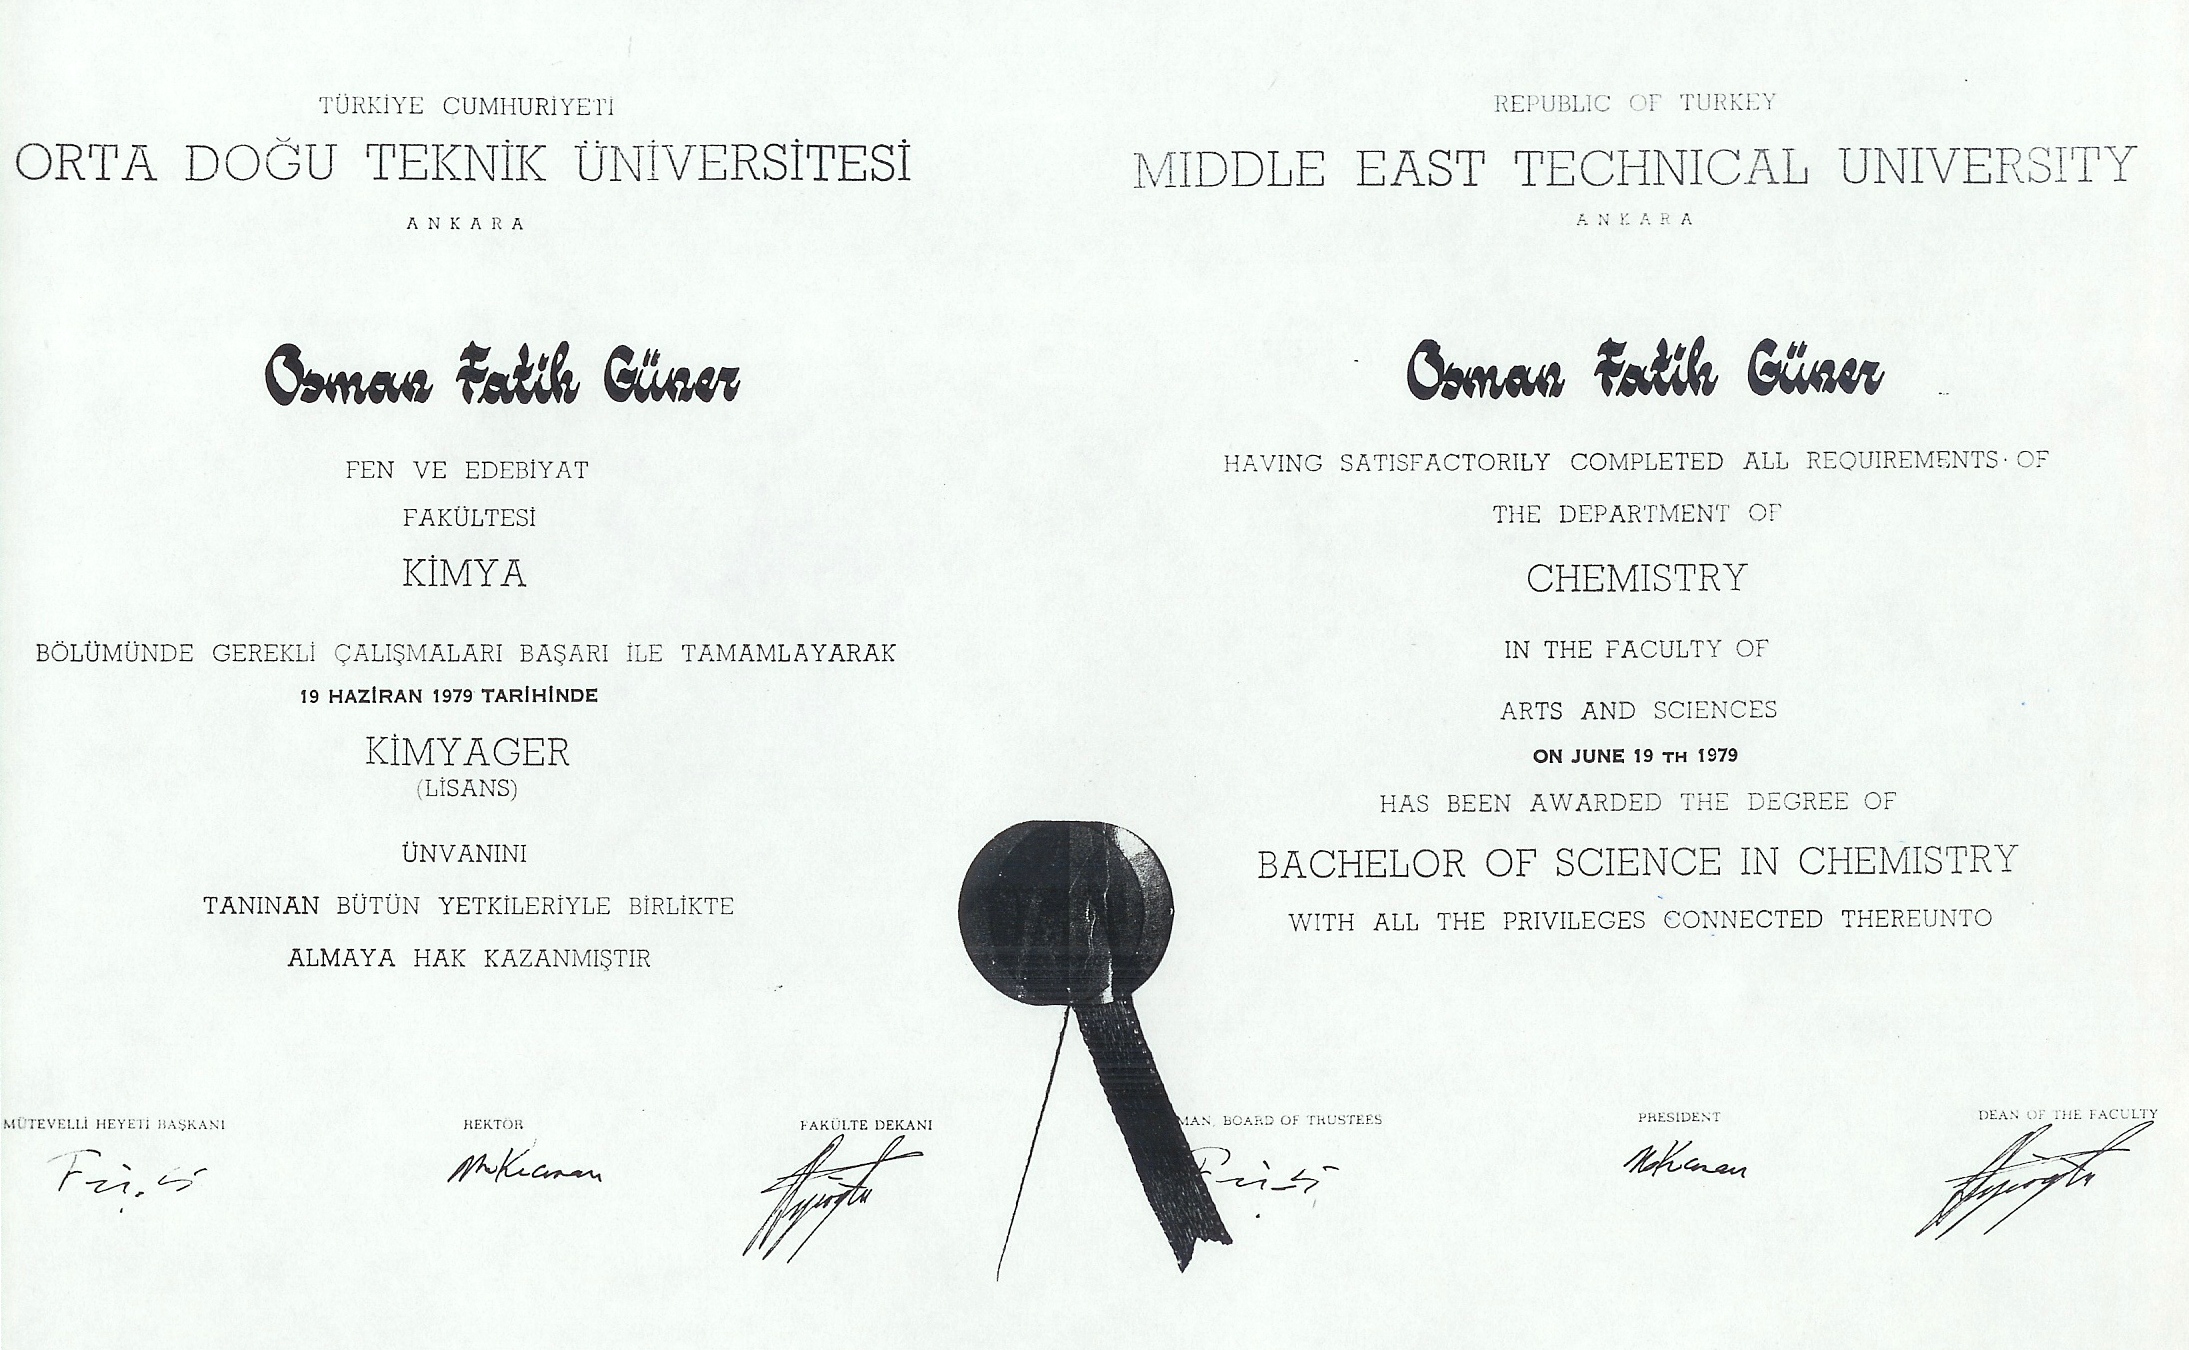 TÜRKİYE CUMHURİYETİ
ORTA DOĞU TEKNİK ÜNİVERSİTESİ
ANKARA
Osman Fatih Güner
FEN VE EDEBİYAT
FAKÜLTESİ
KİMYA
BÖLÜMÜNDE GEREKLİ ÇALIŞMALARI BAŞARI İLE TAMAMLAYARAK
19 HAZİRAN 1979 TARİHİNDE
KİMYAGER
(LİSANS)
ÜNVANINI
TANINAN BÜTÜN YETKİLERİYLE BİRLİKTE
ALMAYA HAK KAZANMIŞTIR
MÜTEVELLİ HEYETİ BAŞKANI
REKTÖR
FAKÜLTE DEKANI
REPUBLIC OF TURKEY
MIDDLE EAST TECHNICAL UNIVERSITY
ANKARA
Osman Fatih Güner
HAVING SATISFACTORILY COMPLETED ALL REQUIREMENTS OF
THE DEPARTMENT OF
CHEMISTRY
IN THE FACULTY OF
ARTS AND SCIENCES
ON JUNE 19 TH 1979
HAS BEEN AWARDED THE DEGREE OF
BACHELOR OF SCIENCE IN CHEMISTRY
WITH ALL THE PRIVILEGES CONNECTED THEREUNTO
MAN, BOARD OF TRUSTEES
PRESIDENT
DEAN OF THE FACULTY